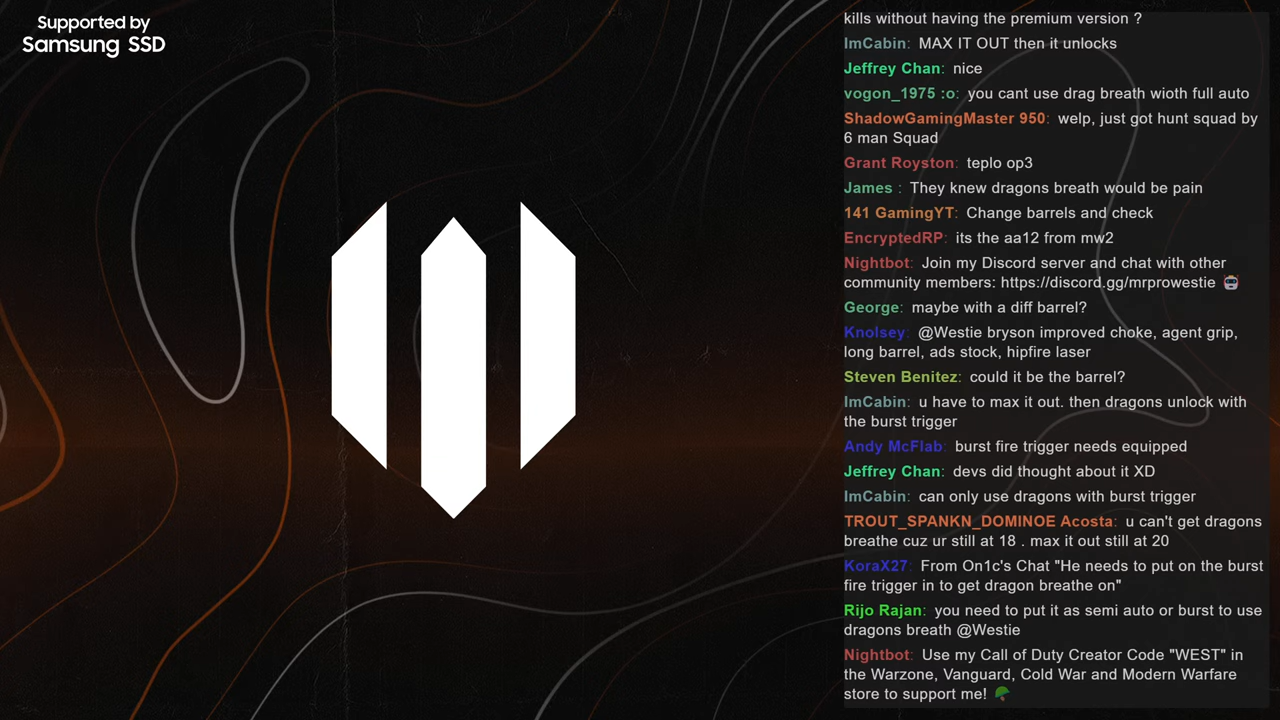 Supported by
Samsung SSD
kills without having the premium version ?
ImCabin: MAX IT OUT then it unlocks
Jeffrey Chan: nice
vogon_1975 :o: you cant use drag breath wioth full auto
ShadowGamingMaster 950: welp, just got hunt squad by
6 man Squad
Grant Royston: teplo op3
James : They knew dragons breath would be pain
141 GamingYT: Change barrels and check
EncryptedRP: its the aa12 from mw2
Nightbot: Join my Discord server and chat with other
community members: https://discord.gg/mrprowestie
George: maybe with a diff barrel?
Knolsey: @Westie bryson improved choke, agent grip,
long barrel, ads stock, hipfire laser
Steven Benitez: could it be the barrel?
ImCabin: u have to max it out. then dragons unlock with
the burst trigger
Andy McFlab: burst fire trigger needs equipped
Jeffrey Chan: devs did thought about it XD
ImCabin: can only use dragons with burst trigger
TROUT_SPANKN_DOMINOE Acosta: u can't get dragons
breathe cuz ur still at 18 . max it out still at 20
KoraX27: From On1c's Chat "He needs to put on the burst
fire trigger in to get dragon breathe on"
Rijo Rajan: you need to put it as semi auto or burst to use
dragons breath @Westie
Nightbot: Use my Call of Duty Creator Code "WEST" in
the Warzone, Vanguard, Cold War and Modern Warfare
store to support me!